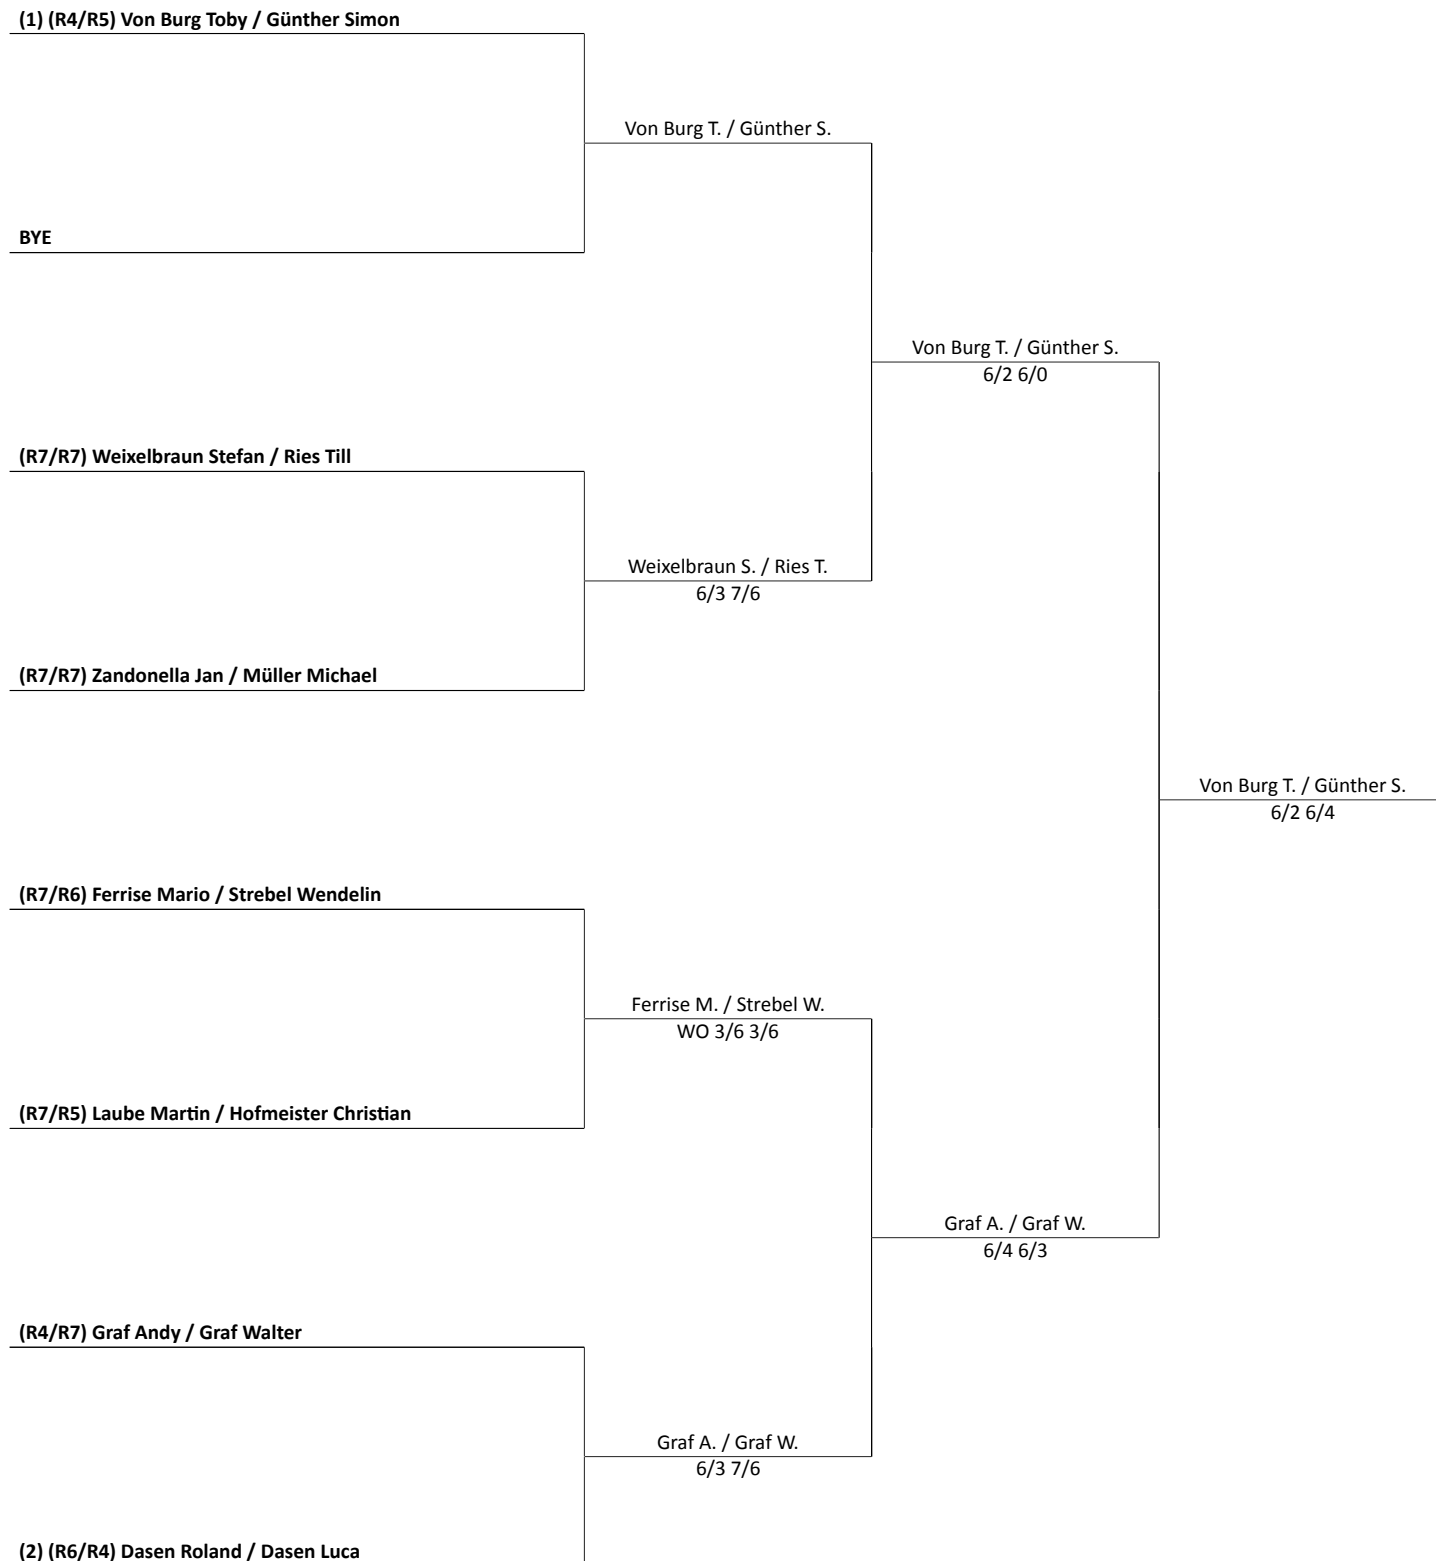 (1) (R4/R5) Von Burg Toby / Günther Simon
Von Burg T. / Günther S.
BYE
Von Burg T. / Günther S.
6/2 6/0
(R7/R7) Weixelbraun Stefan / Ries Till
Weixelbraun S. / Ries T.
6/3 7/6
(R7/R7) Zandonella Jan / Müller Michael
Von Burg T. / Günther S.
6/2 6/4
(R7/R6) Ferrise Mario / Strebel Wendelin
Ferrise M. / Strebel W.
WO 3/6 3/6
(R7/R5) Laube Martin / Hofmeister Christian
Graf A. / Graf W.
6/4 6/3
(R4/R7) Graf Andy / Graf Walter
Graf A. / Graf W.
6/3 7/6
(2) (R6/R4) Dasen Roland / Dasen Luca